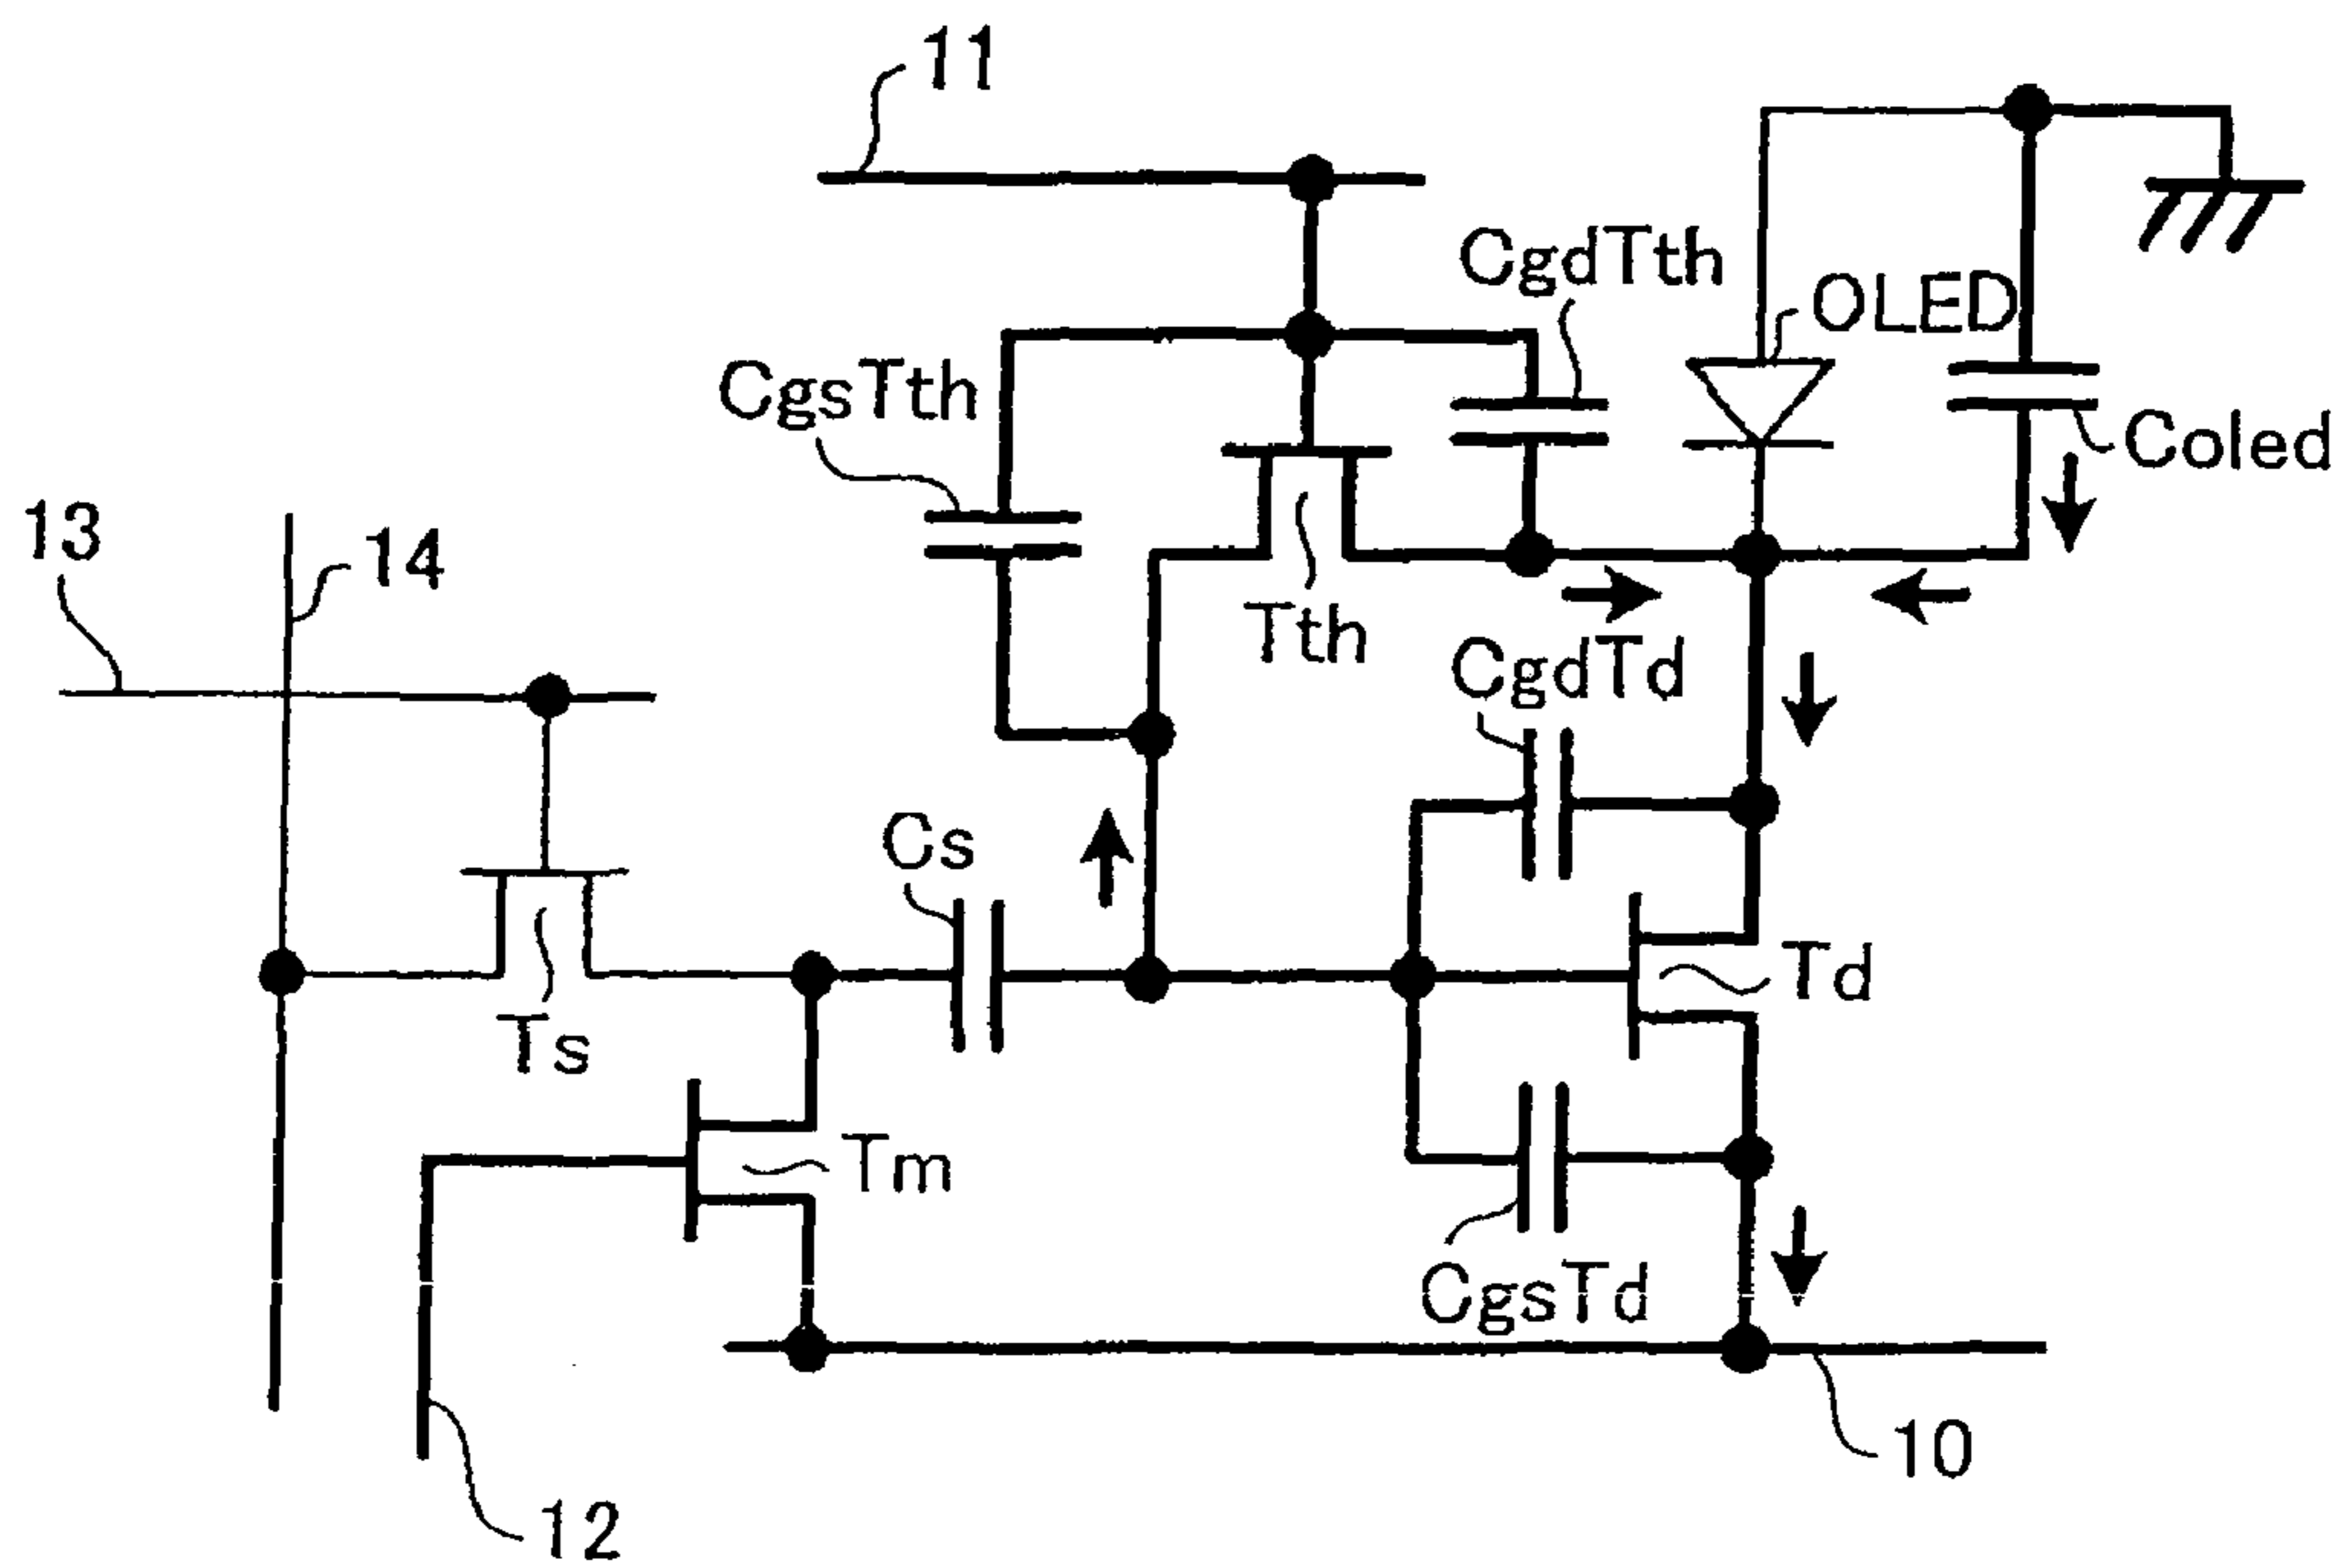 11
CgdTth
OLED
CgsTth
Coled
13
14
Tth
CgdTd
Cs
Td
Ts
Tm
CgsTd
10
12